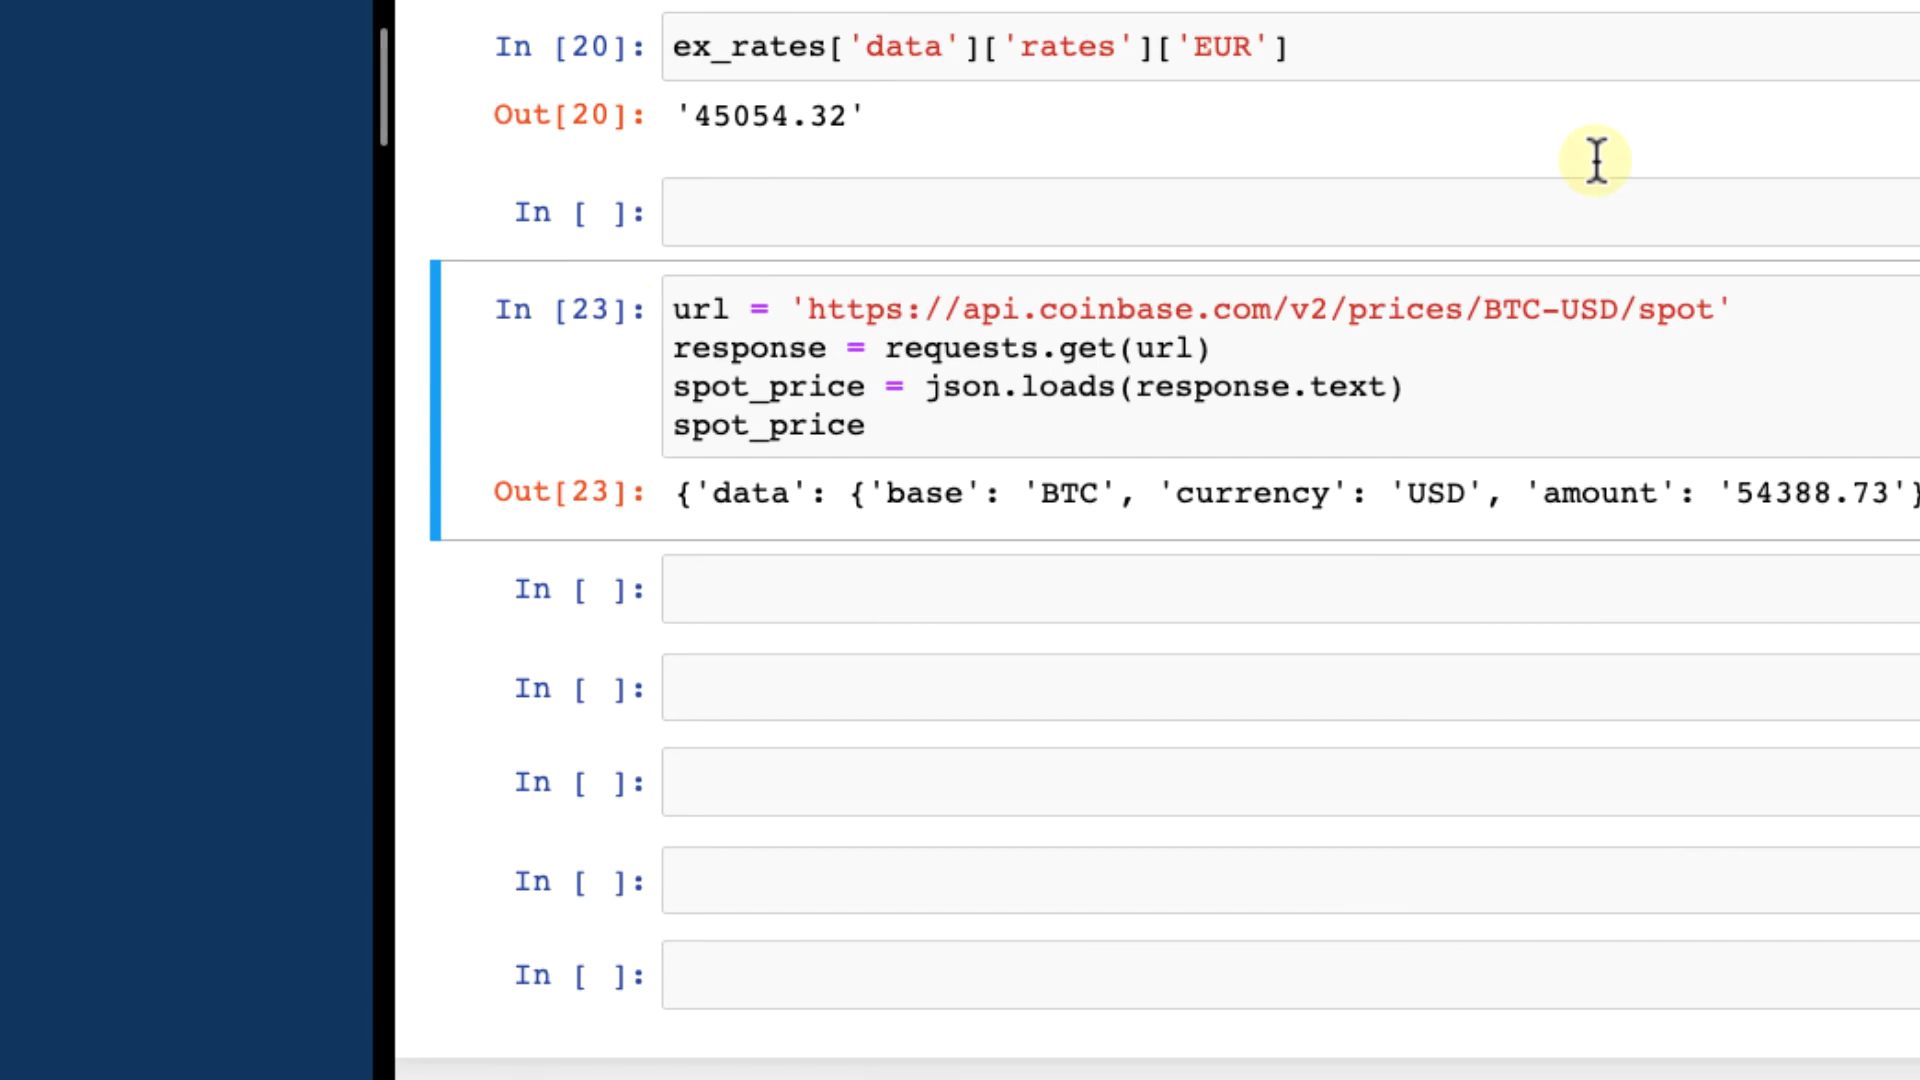 In [20]: ex_rates['data']['rates']['EUR']
Out[20]: '45054.32'
In [ ]:
In [23]: url = 'https://api.coinbase.com/v2/prices/BTC-USD/spot'
response = requests.get(url)
spot_price = json.loads(response.text)
spot_price
Out[23]: {'data': {'base': 'BTC', 'currency': 'USD', 'amount': '54388.73'}
In [ ]:
In [ ]:
In [ ]:
In [ ]:
In [ ]: